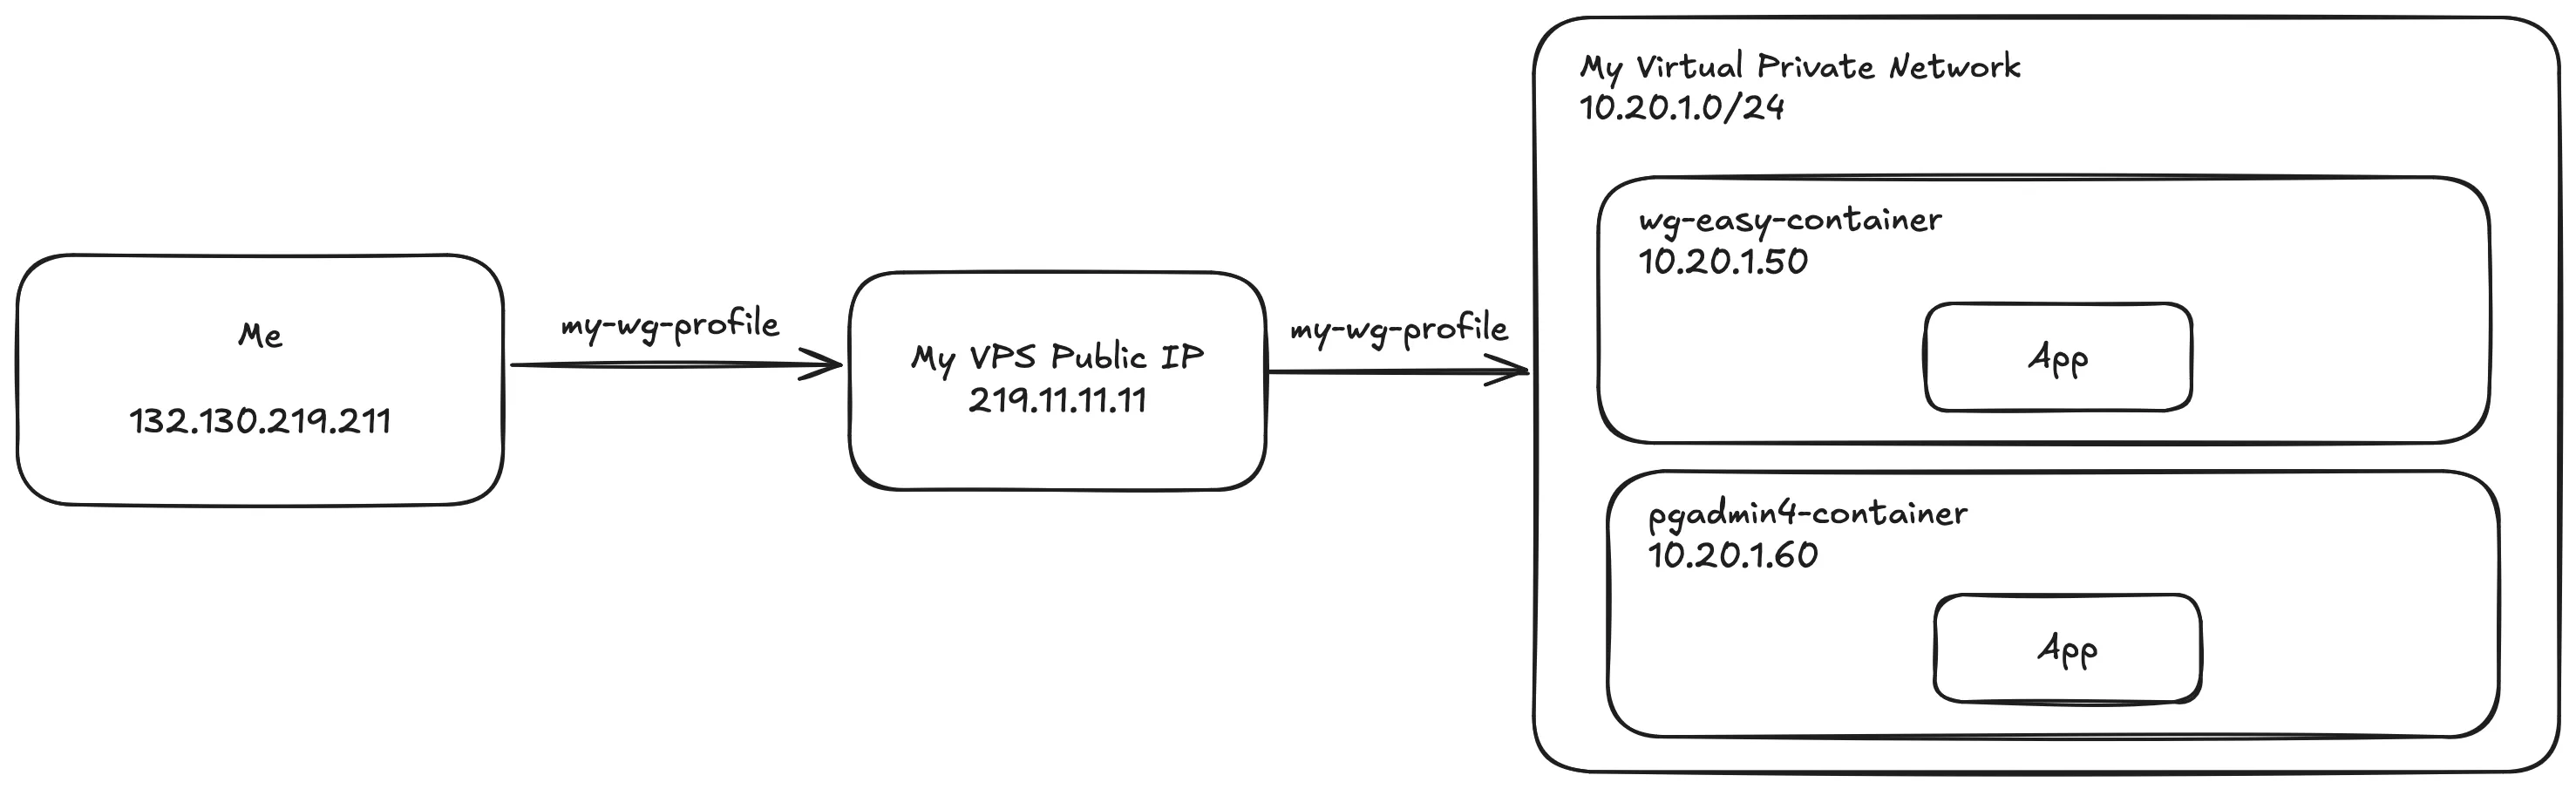 Me
132.130.219.211
my-wg-profile
My VPS Public IP
219.11.11.11
my-wg-profile
My Virtual Private Network
10.20.1.0/24
wg-easy-container
10.20.1.50
App
pgadmin4-container
10.20.1.60
App